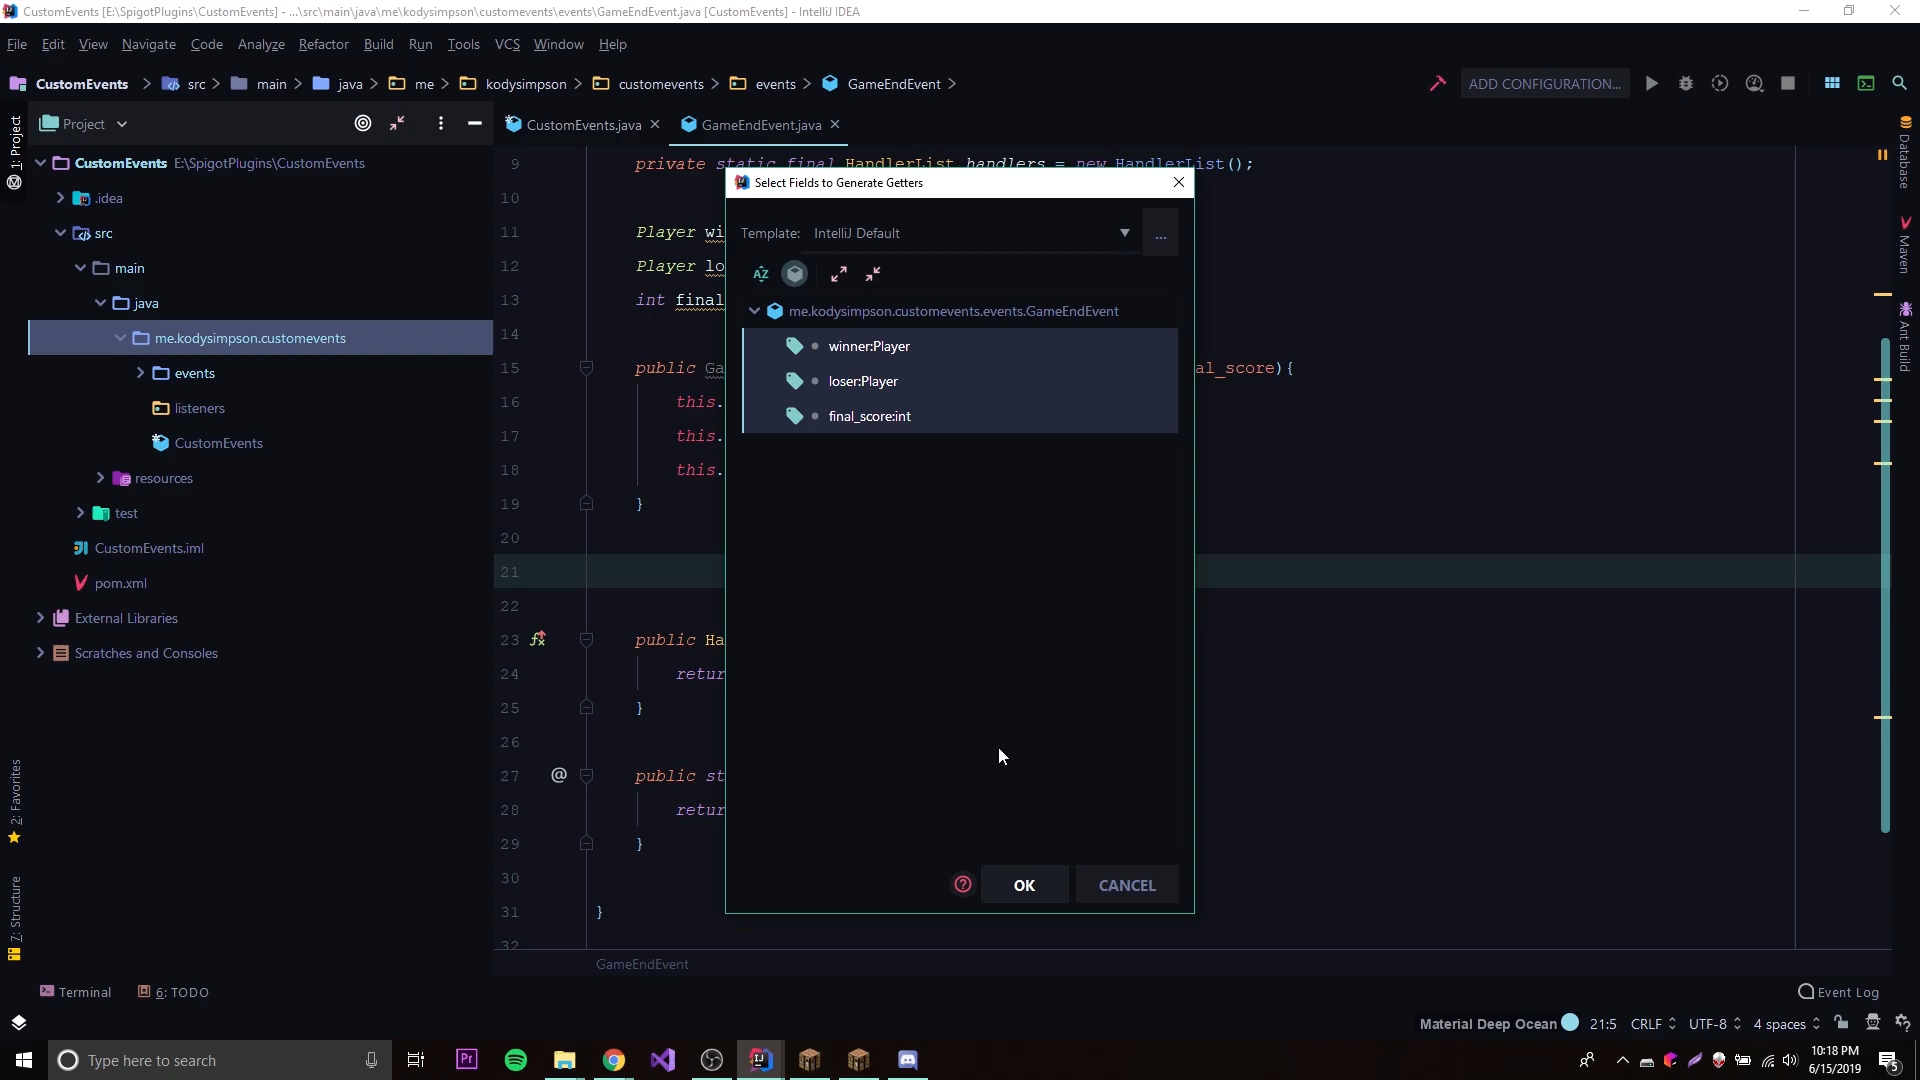 CustomEvents [E:\SpigotPlugins\CustomEvents] - ...\src\main\java\me\kodysimpson\customevents\events\GameEndEvent.java [CustomEvents] - IntelliJ IDEA
File Edit View Navigate Code Analyze Refactor Build Run Tools VCS Window Help
CustomEvents src main java me kodysimpson customevents events GameEndEvent
ADD CONFIGURATION...
1: Project
Project
CustomEvents E:\SpigotPlugins\CustomEvents
.idea
src
main
java
me.kodysimpson.customevents
events
listeners
CustomEvents
resources
test
CustomEvents.iml
pom.xml
External Libraries
Scratches and Consoles
2: Favorites
7: Structure
CustomEvents.java
GameEndEvent.java
9 private static final HandlerList handlers = new HandlerList();
10
11 Player wi
12 Player lo
13 int final
14
15 public Ga al_score){
16 this.
17 this.
18 this.
19 }
20
21
22
23 public Ha
24 retur
25 }
26
27 @ public st
28 retur
29 }
30
31 }
32
GameEndEvent
Select Fields to Generate Getters
Template: IntelliJ Default
...
AZ
me.kodysimpson.customevents.events.GameEndEvent
winner:Player
loser:Player
final_score:int
?
OK
CANCEL
Database
Maven
Ant Build
Terminal
6: TODO
Event Log
Material Deep Ocean 21:5 CRLF UTF-8 4 spaces
Type here to search
Pr
IJ
10:18 PM
6/15/2019
5